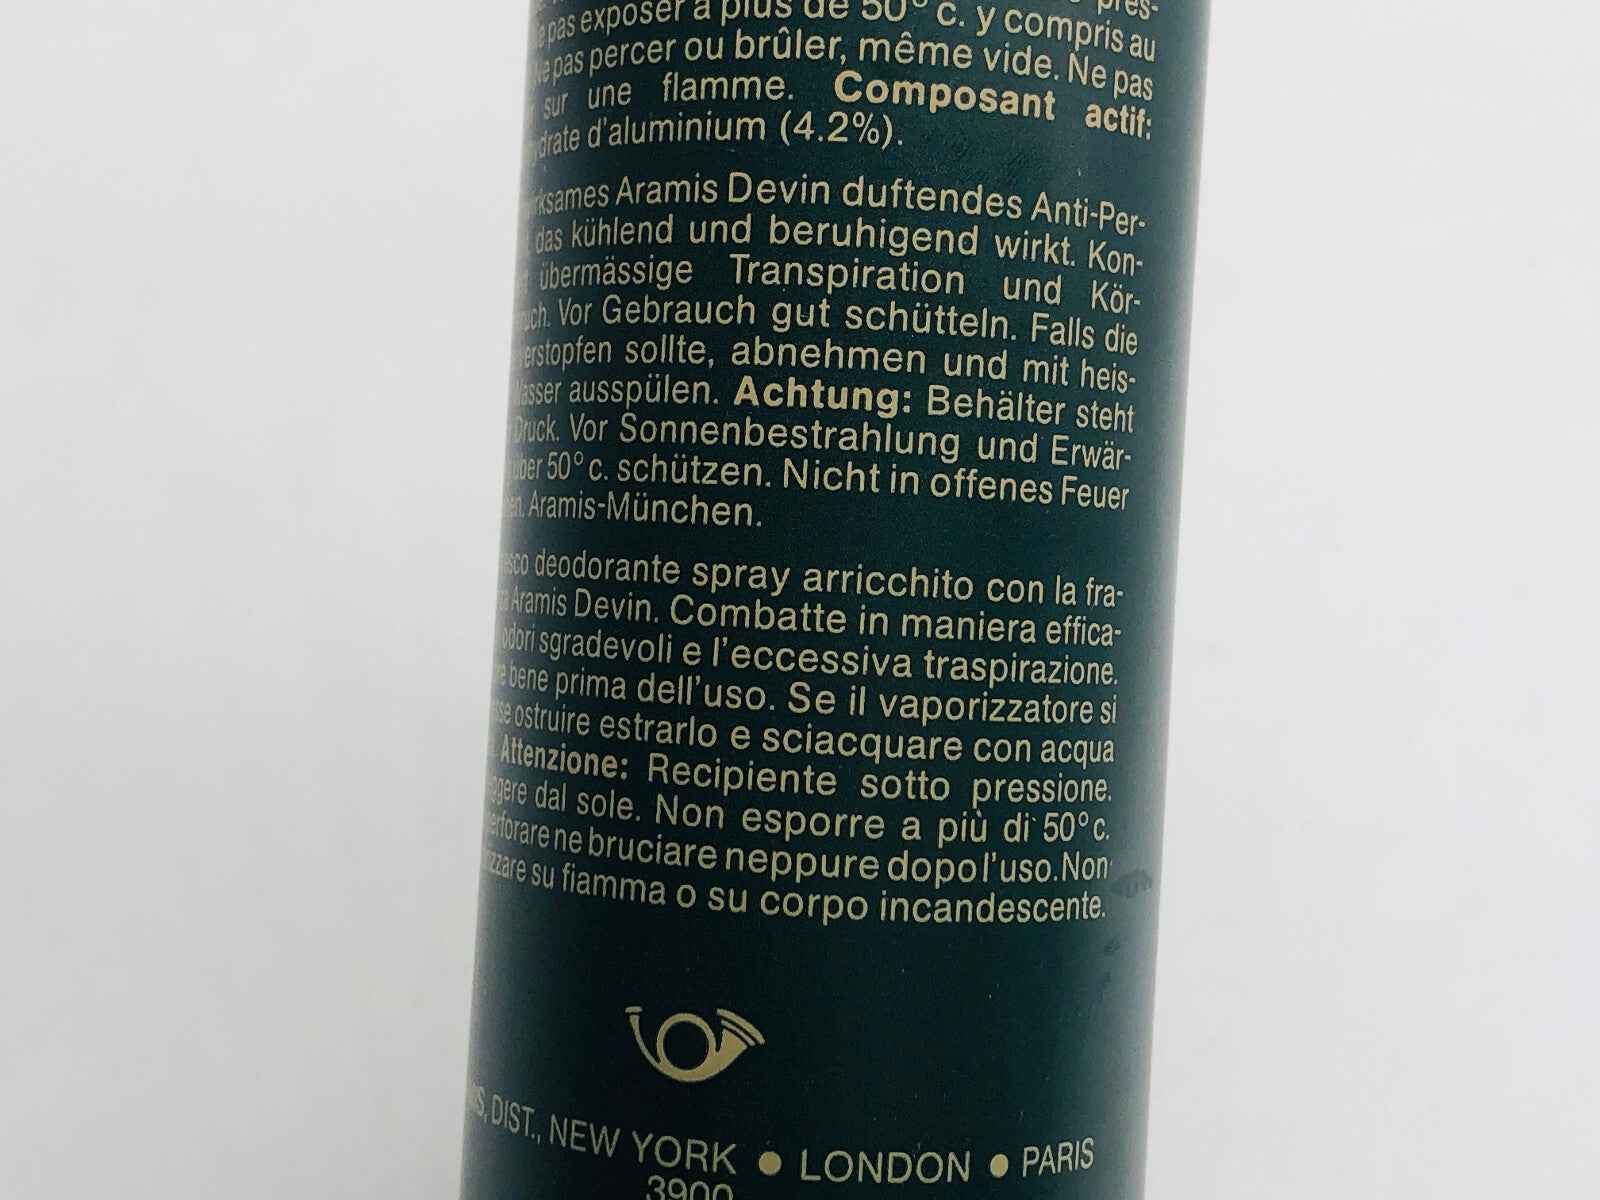 pas exposer à plus de 50° c. y compris au
Ne pas percer ou brûler, même vide. Ne pas
sur une flamme. Composant actif:
d'aluminium (4.2%).
Aramis Devin duftendes Anti-Per-
das kühlend und beruhigend wirkt. Kon-
übermässige Transpiration und Kör-
Vor Gebrauch gut schütteln. Falls die
verstopfen sollte, abnehmen und mit heis-
Wasser ausspülen. Achtung: Behälter steht
Druck. Vor Sonnenbestrahlung und Erwär-
über 50° c. schützen. Nicht in offenes Feuer
Aramis-München.
deodorante spray arricchito con la fra-
Aramis Devin. Combatte in maniera effica-
odori sgradevoli e l'eccessiva traspirazione.
bene prima dell'uso. Se il vaporizzatore si
ostruire estrarlo e sciacquare con acqua
Attenzione: Recipiente sotto pressione.
dal sole. Non esporre a più di 50° c.
perforare ne bruciare neppure dopo l'uso. Non
su fiamma o su corpo incandescente.
DIST., NEW YORK • LONDON • PARIS
3900